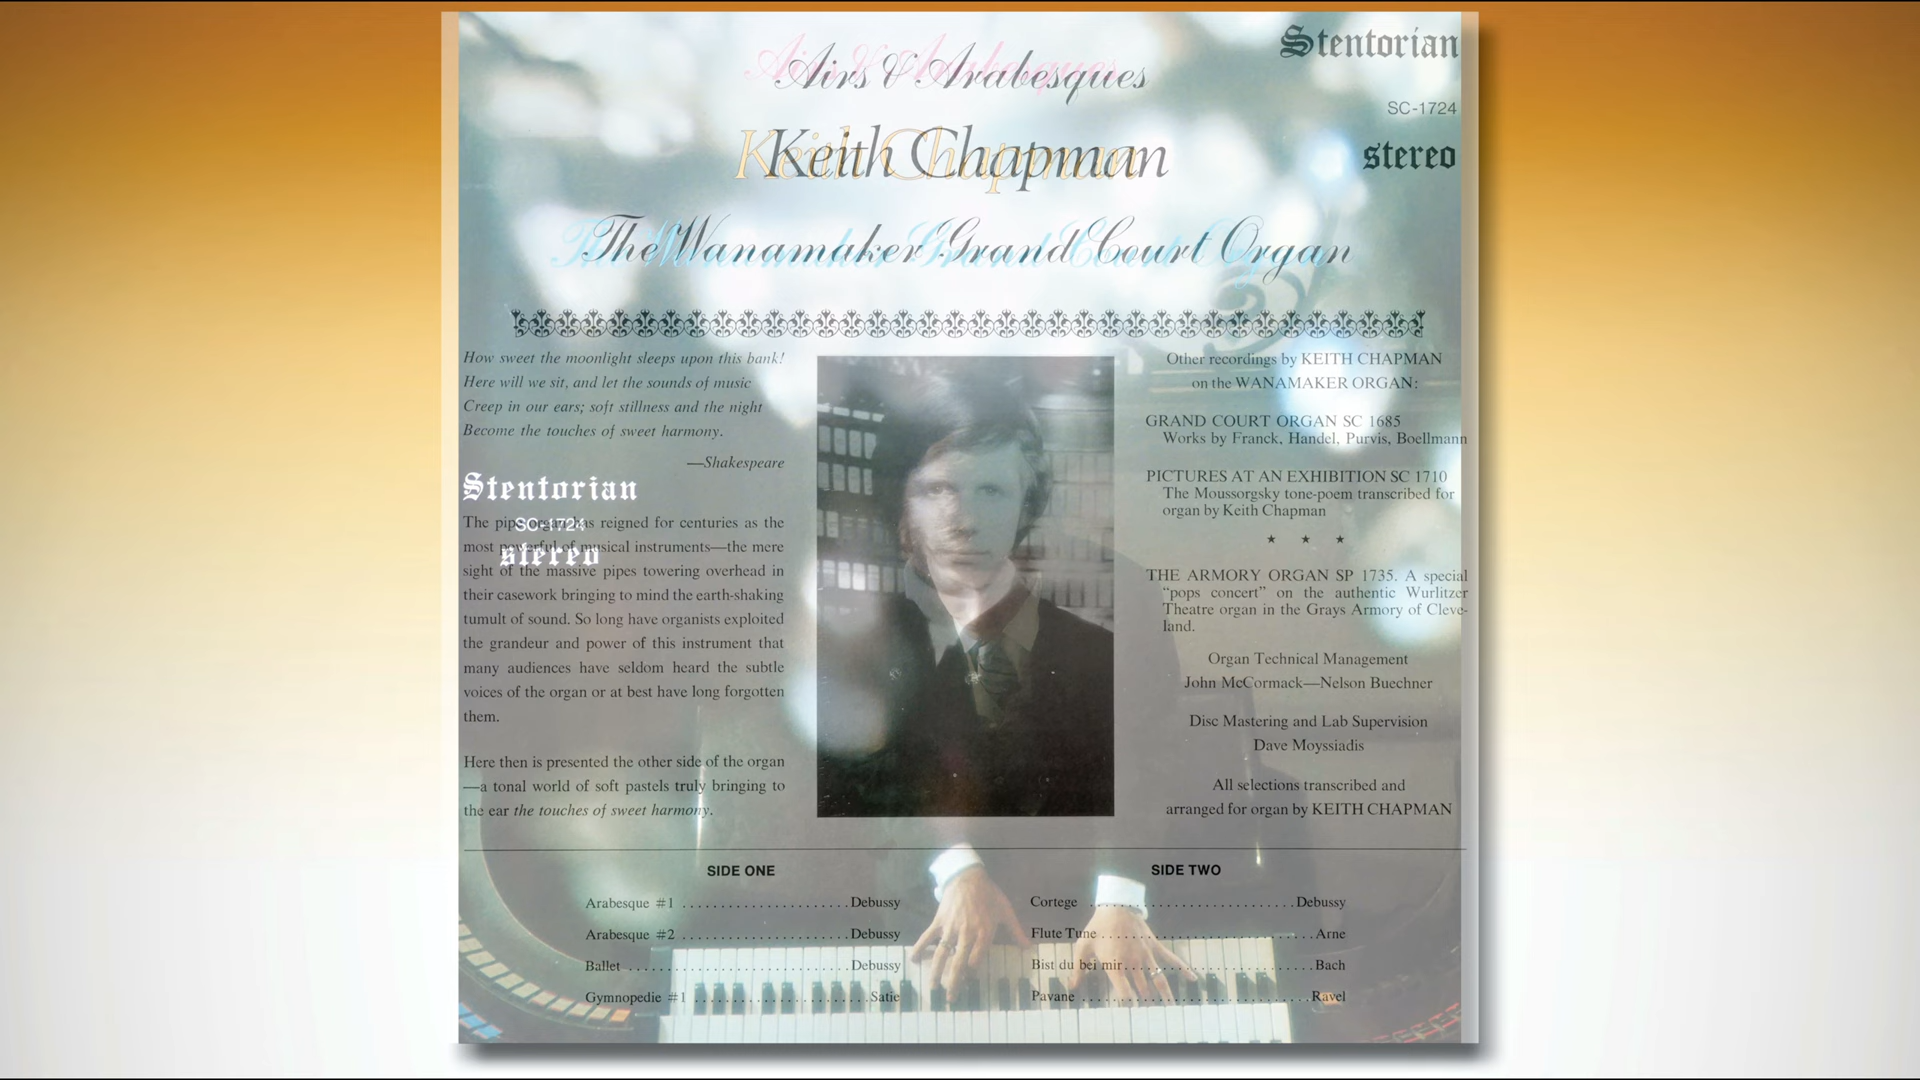 Airs & Arabesques
Keith Chapman
The Wanamaker Grand Court Organ
Stentorian
SC-1724
stereo
How sweet the moonlight sleeps upon this bank!
Here will we sit, and let the sounds of music
Creep in our ears; soft stillness and the night
Become the touches of sweet harmony.
—Shakespeare
Stentorian
SC-1724
stereo
The pipe organ has reigned for centuries as the
most powerful of musical instruments—the mere
sight of the massive pipes towering overhead in
their casework bringing to mind the earth-shaking
tumult of sound. So long have organists exploited
the grandeur and power of this instrument that
many audiences have seldom heard the subtle
voices of the organ or at best have long forgotten
them.
Here then is presented the other side of the organ
—a tonal world of soft pastels truly bringing to
the ear the touches of sweet harmony.
Other recordings by KEITH CHAPMAN
on the WANAMAKER ORGAN:
GRAND COURT ORGAN SC 1685
Works by Franck, Handel, Purvis, Boellmann
PICTURES AT AN EXHIBITION SC 1710
The Moussorgsky tone-poem transcribed for
organ by Keith Chapman
★ ★ ★
THE ARMORY ORGAN SP 1735. A special
“pops concert” on the authentic Wurlitzer
Theatre organ in the Grays Armory of Cleve-
land.
Organ Technical Management
John McCormack—Nelson Buechner
Disc Mastering and Lab Supervision
Dave Moyssiadis
All selections transcribed and
arranged for organ by KEITH CHAPMAN
SIDE ONE
Arabesque #1 . . . . . . . . . . . . . . . . . . . . . Debussy
Arabesque #2 . . . . . . . . . . . . . . . . . . . . . Debussy
Ballet . . . . . . . . . . . . . . . . . . . . . . . . . . . . Debussy
Gymnopedie #1 . . . . . . . . . . . . . . . . . . . . . . Satie
SIDE TWO
Cortege . . . . . . . . . . . . . . . . . . . . . . . . . . Debussy
Flute Tune . . . . . . . . . . . . . . . . . . . . . . . . . . . Arne
Bist du bei mir . . . . . . . . . . . . . . . . . . . . . . . . Bach
Pavane . . . . . . . . . . . . . . . . . . . . . . . . . . . . . Ravel
Airs & Arabesques
Keith Chapman
The Wanamaker Grand Court Organ